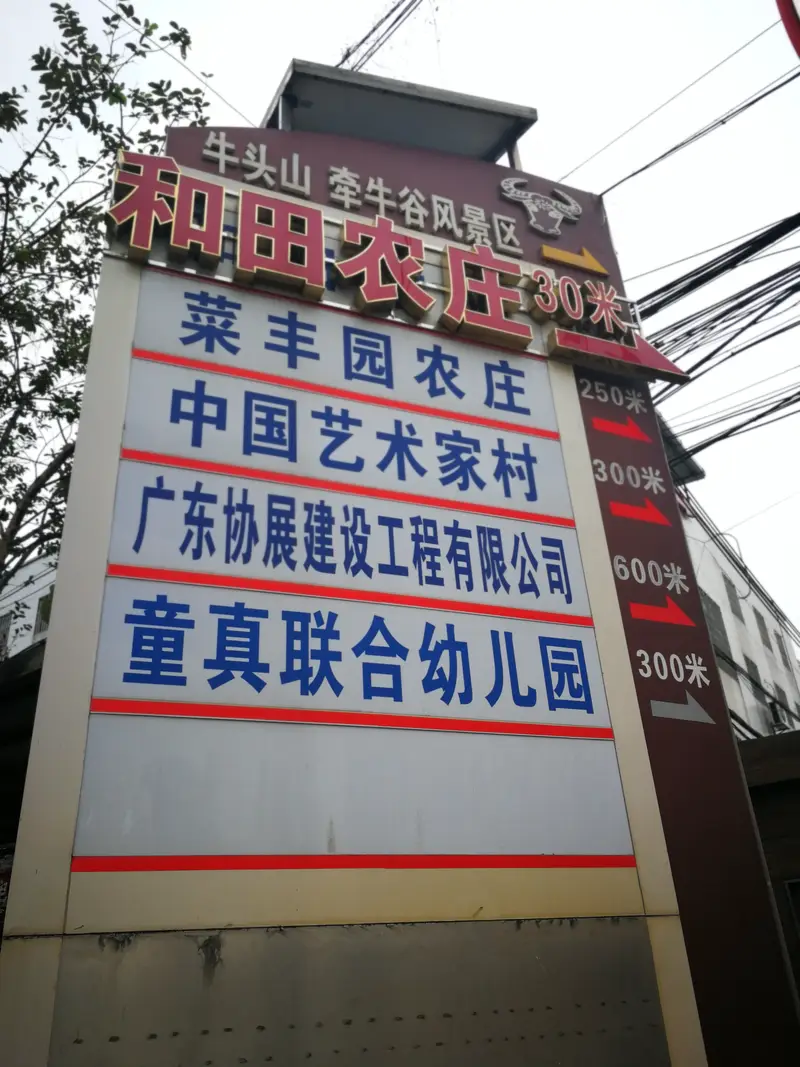 牛头山 牵牛谷风景区
和田农庄 30米
菜丰园农庄 250米
中国艺术家村 300米
广东协展建设工程有限公司 600米
童真联合幼儿园 300米